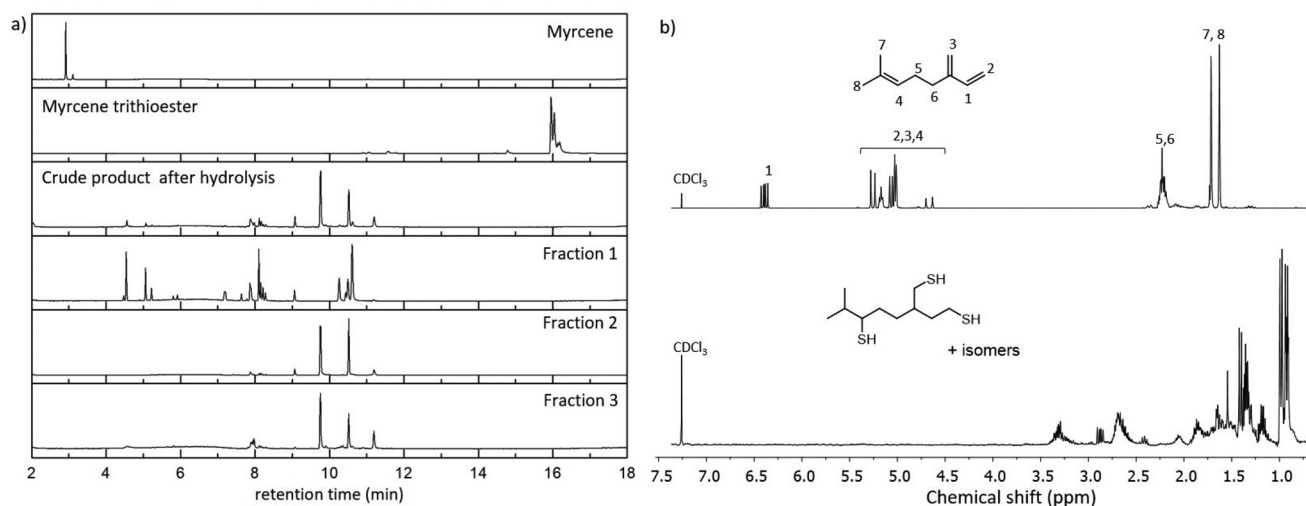 a)
Myrcene
Myrcene trithioester
Crude product after hydrolysis
Fraction 1
Fraction 2
Fraction 3
2 4 6 8 10 12 14 16 18
retention time (min)
b)
7, 8
7
3
5
2
8
4
6
1
2,3,4
5,6
1
CDCl3
SH
SH
SH
+ isomers
CDCl3
7.5 7.0 6.5 6.0 5.5 5.0 4.5 4.0 3.5 3.0 2.5 2.0 1.5 1.0
Chemical shift (ppm)